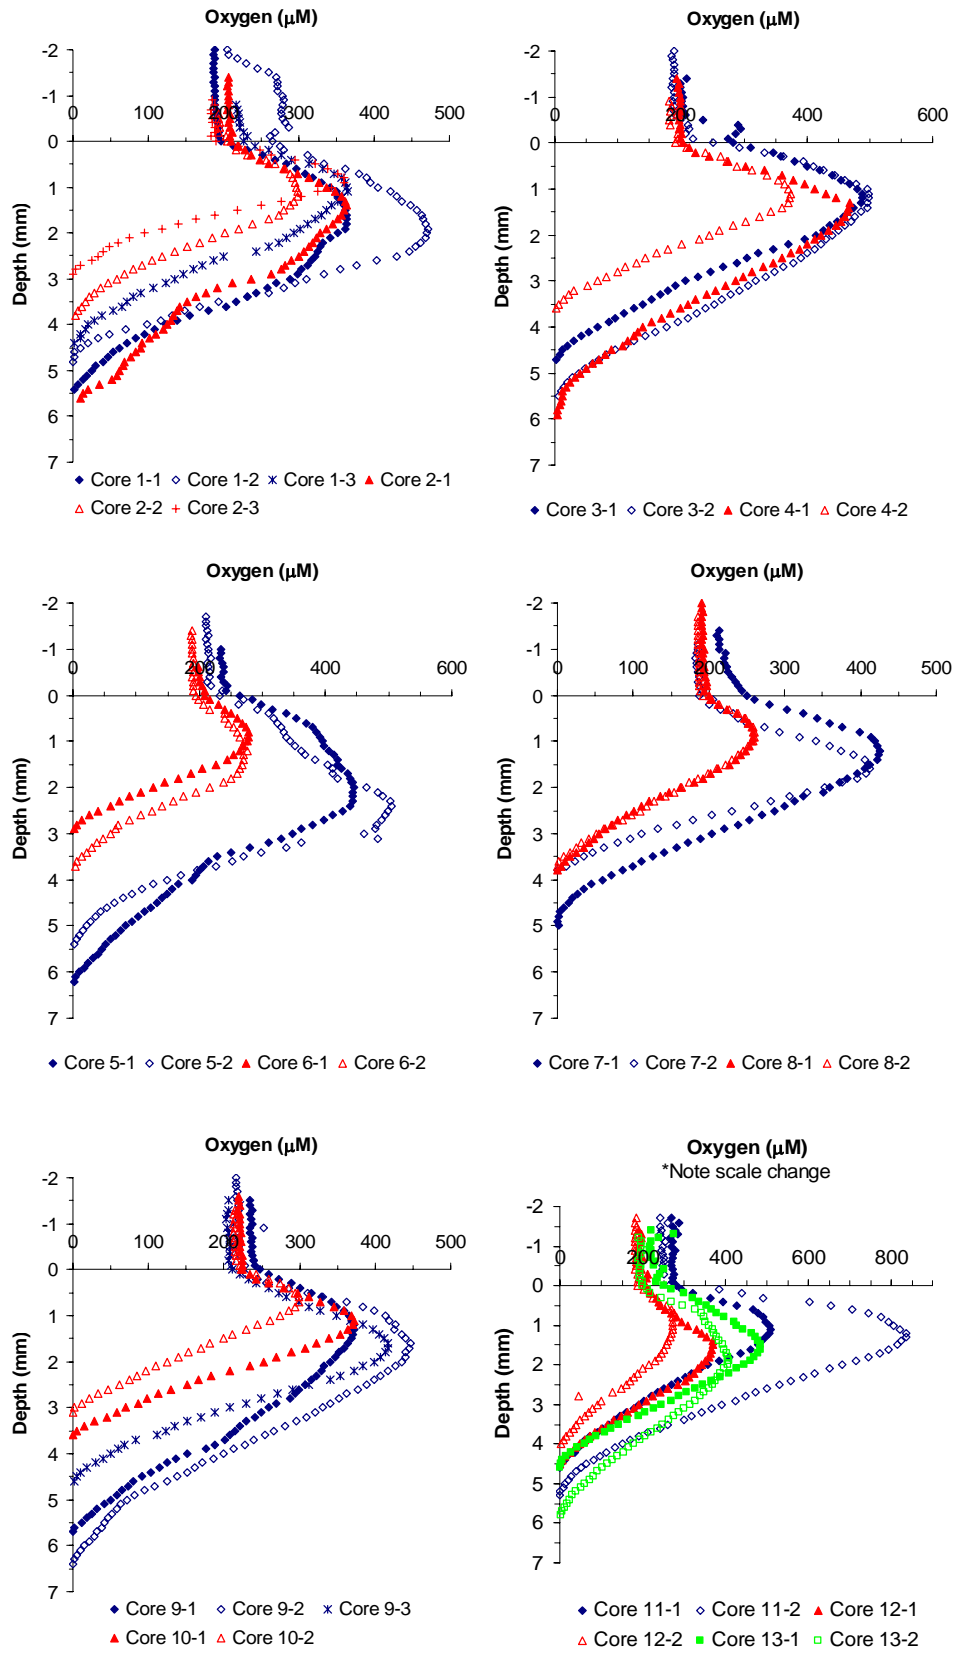 Oxygen (µM)
Oxygen (µM)
-2
-1
0
1
2
3
4
5
6
7
0 100 200 300 400 500
Depth (mm)
Core 1-1 Core 1-2 Core 1-3 Core 2-1
Core 2-2 Core 2-3
-2
-1
0
1
2
3
4
5
6
7
0 200 400 600
Depth (mm)
Core 3-1 Core 3-2 Core 4-1 Core 4-2
Oxygen (µM)
Oxygen (µM)
-2
-1
0
1
2
3
4
5
6
7
0 200 400 600
Depth (mm)
Core 5-1 Core 5-2 Core 6-1 Core 6-2
-2
-1
0
1
2
3
4
5
6
7
0 100 200 300 400 500
Depth (mm)
Core 7-1 Core 7-2 Core 8-1 Core 8-2
Oxygen (µM)
-2
-1
0
1
2
3
4
5
6
7
0 100 200 300 400 500
Depth (mm)
Core 9-1 Core 9-2 Core 9-3
Core 10-1 Core 10-2
Oxygen (µM)
*Note scale change
-2
-1
0
1
2
3
4
5
6
7
0 200 400 600 800
Depth (mm)
Core 11-1 Core 11-2 Core 12-1
Core 12-2 Core 13-1 Core 13-2